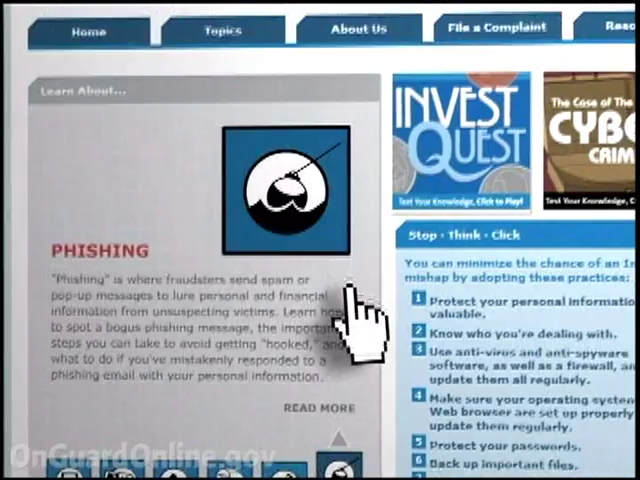 Home
Topics
About Us
File a Complaint
Learn About...
INVEST
QUEST
Test Your Knowledge, Click to Play!
The Case of The
CYB
CRIM
Test Your Knowledge,
PHISHING
"Phishing" is where fraudsters send spam or
pop-up messages to lure personal and financial
information from unsuspecting victims. Learn how
to spot a bogus phishing message, the important
steps you can take to avoid getting "hooked," and
what to do if you've mistakenly responded to a
phishing email with your personal information.
READ MORE
Stop · Think · Click
You can minimize the chance of an In
mishap by adopting these practices:
1 Protect your personal informatio
valuable.
2 Know who you're dealing with.
3 Use anti-virus and anti-spyware
software, as well as a firewall, an
update them all regularly.
4 Make sure your operating system
Web browser are set up properly
update them regularly.
5 Protect your passwords.
6 Back up important files.
7
OnGuardOnline.gov